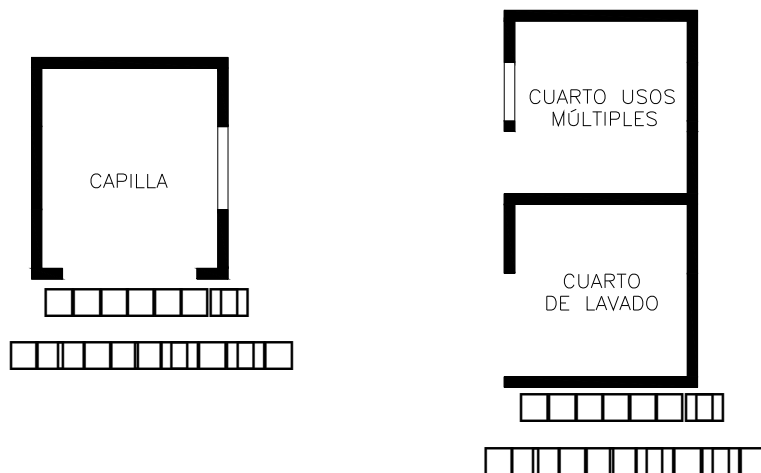 CAPILLA
CUARTO USOS
MÚLTIPLES
CUARTO
DE LAVADO